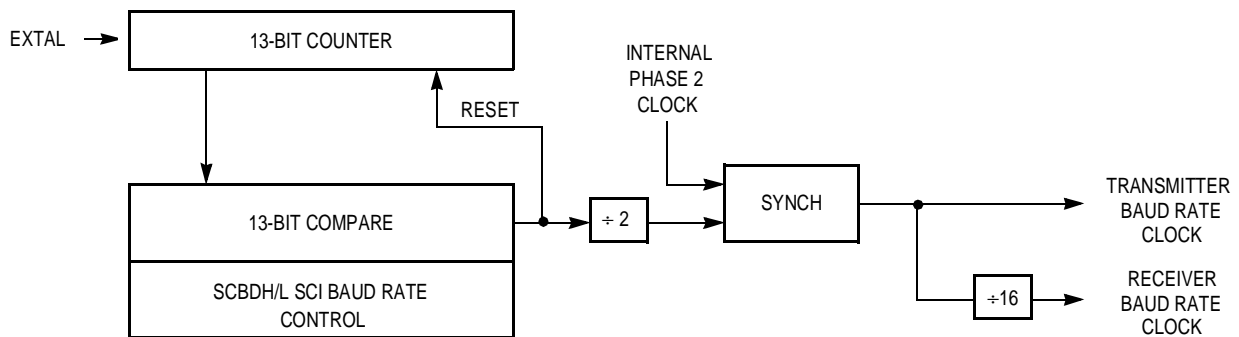 EXTAL
13-BIT COUNTER
INTERNAL
PHASE 2
CLOCK
RESET
13-BIT COMPARE
÷ 2
SYNCH
TRANSMITTER
BAUD RATE
CLOCK
SCBDH/L SCI BAUD RATE
CONTROL
÷16
RECEIVER
BAUD RATE
CLOCK